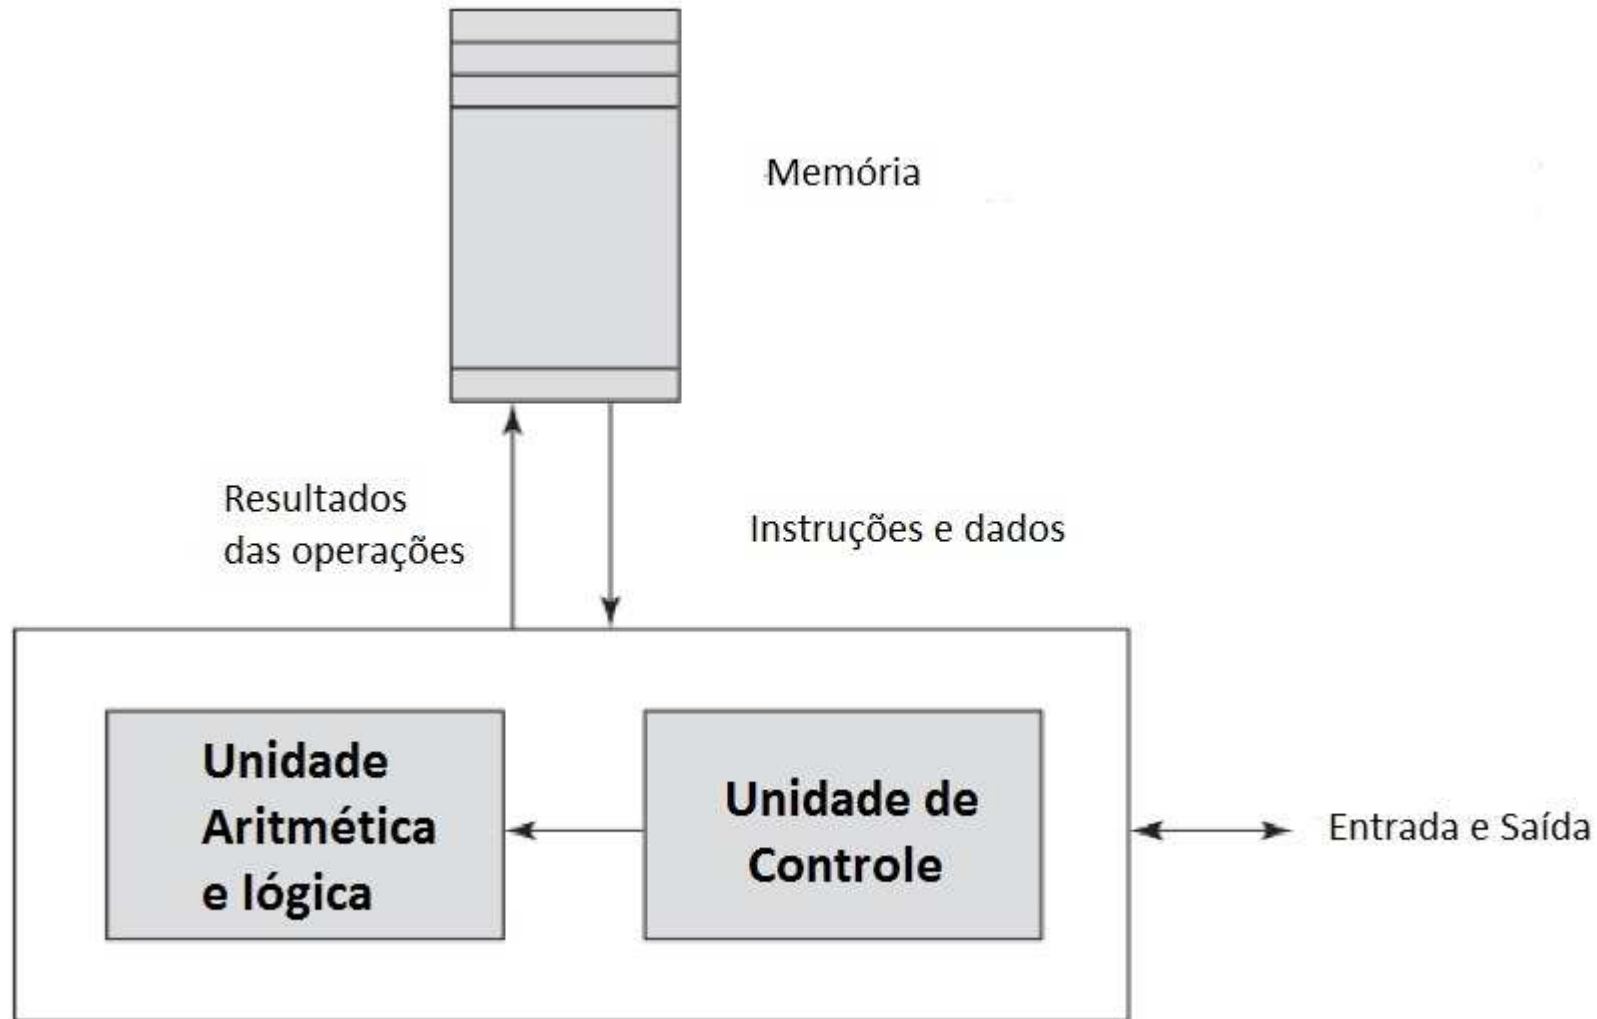 Memória
Resultados
das operações
Instruções e dados
Unidade
Aritmética
e lógica
Unidade de
Controle
Entrada e Saída